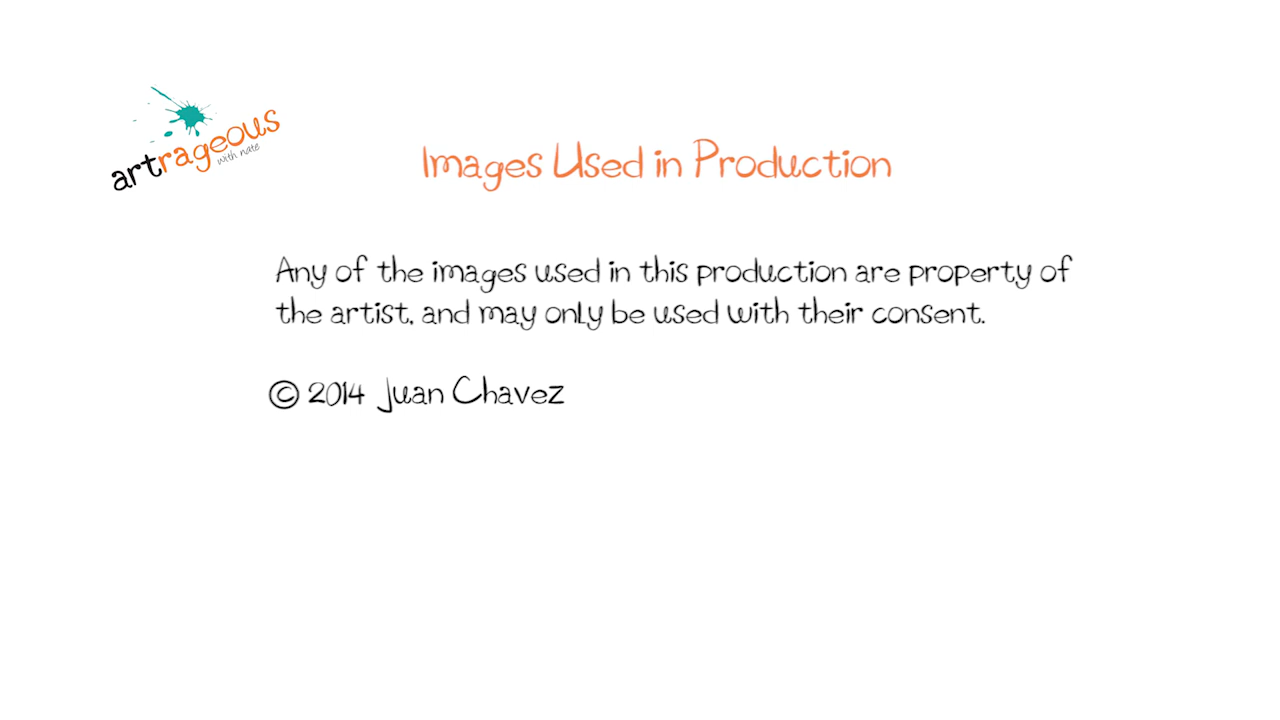 artrageous
with nate
Images Used in Production
Any of the images used in this production are property of
the artist, and may only be used with their consent.
© 2014 Juan Chavez